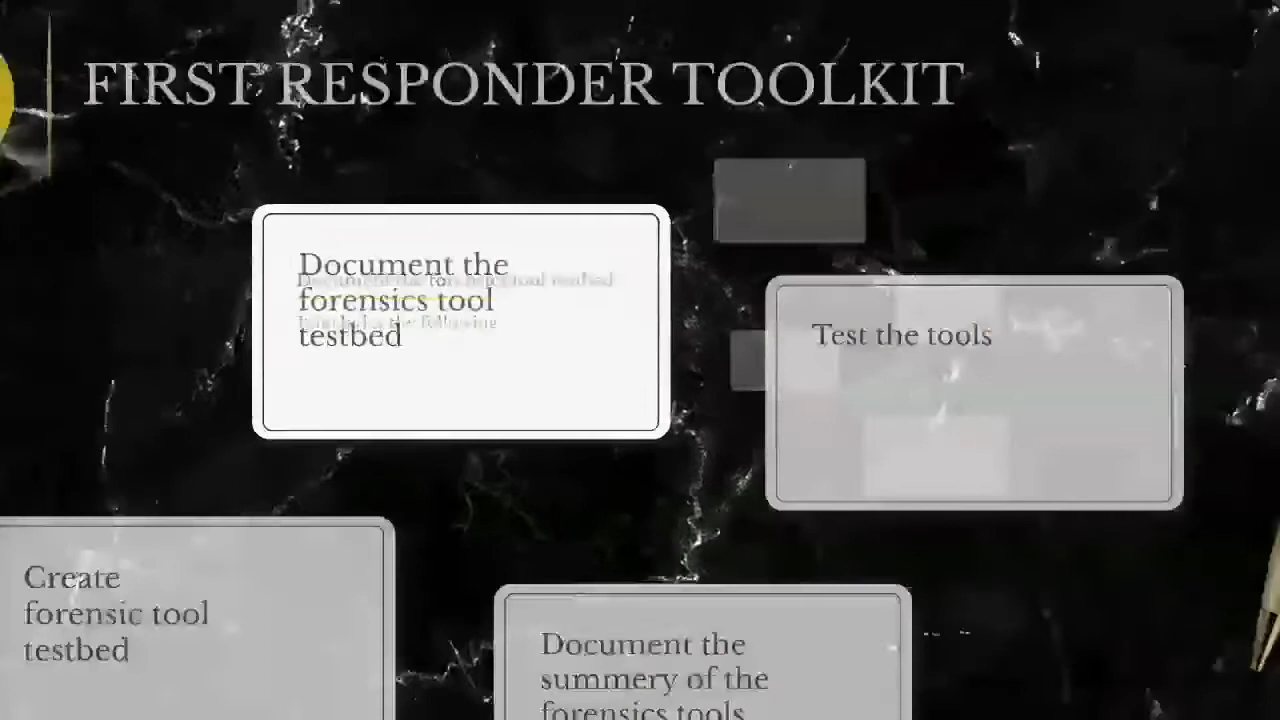 FIRST RESPONDER TOOLKIT
Document the
forensics tool
testbed
Test the tools
Create
forensic tool
testbed
Document the
summery of the
forensics tools